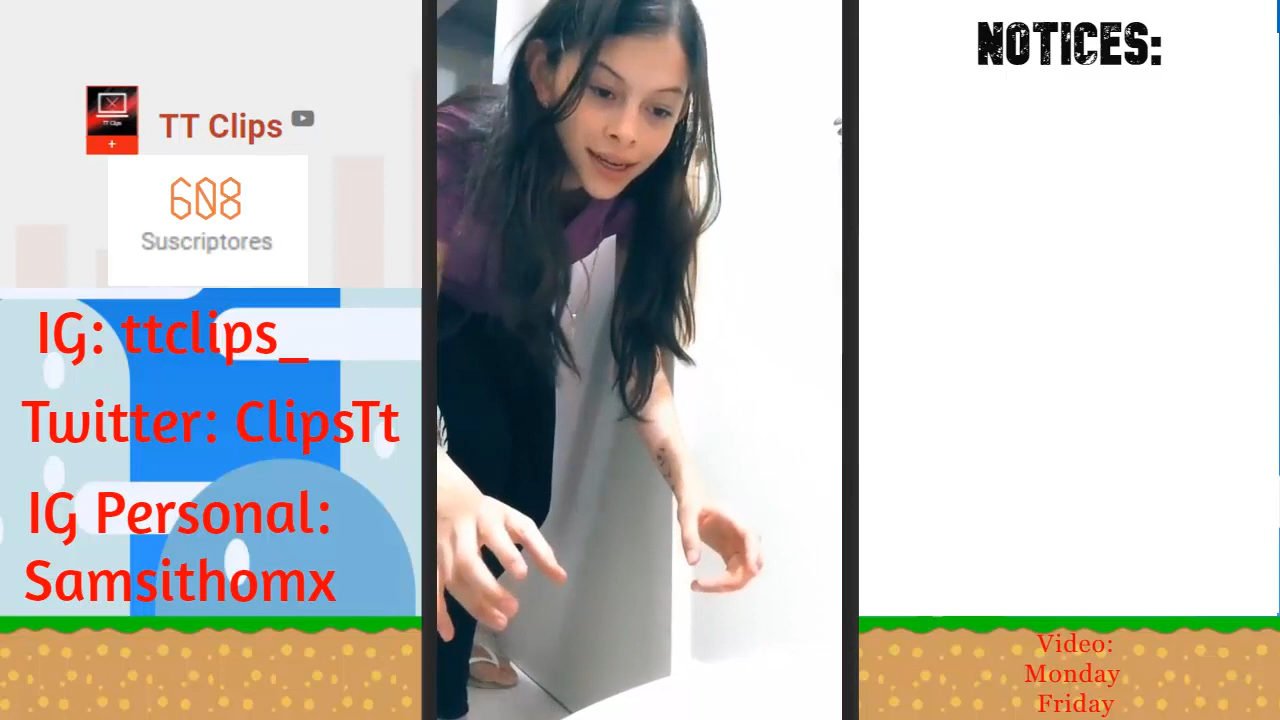 TT Clips
608
Suscriptores
IG: ttclips_
Twitter: ClipsTt
IG Personal:
Samsithomx
NOTICES:
Video:
Monday
Friday